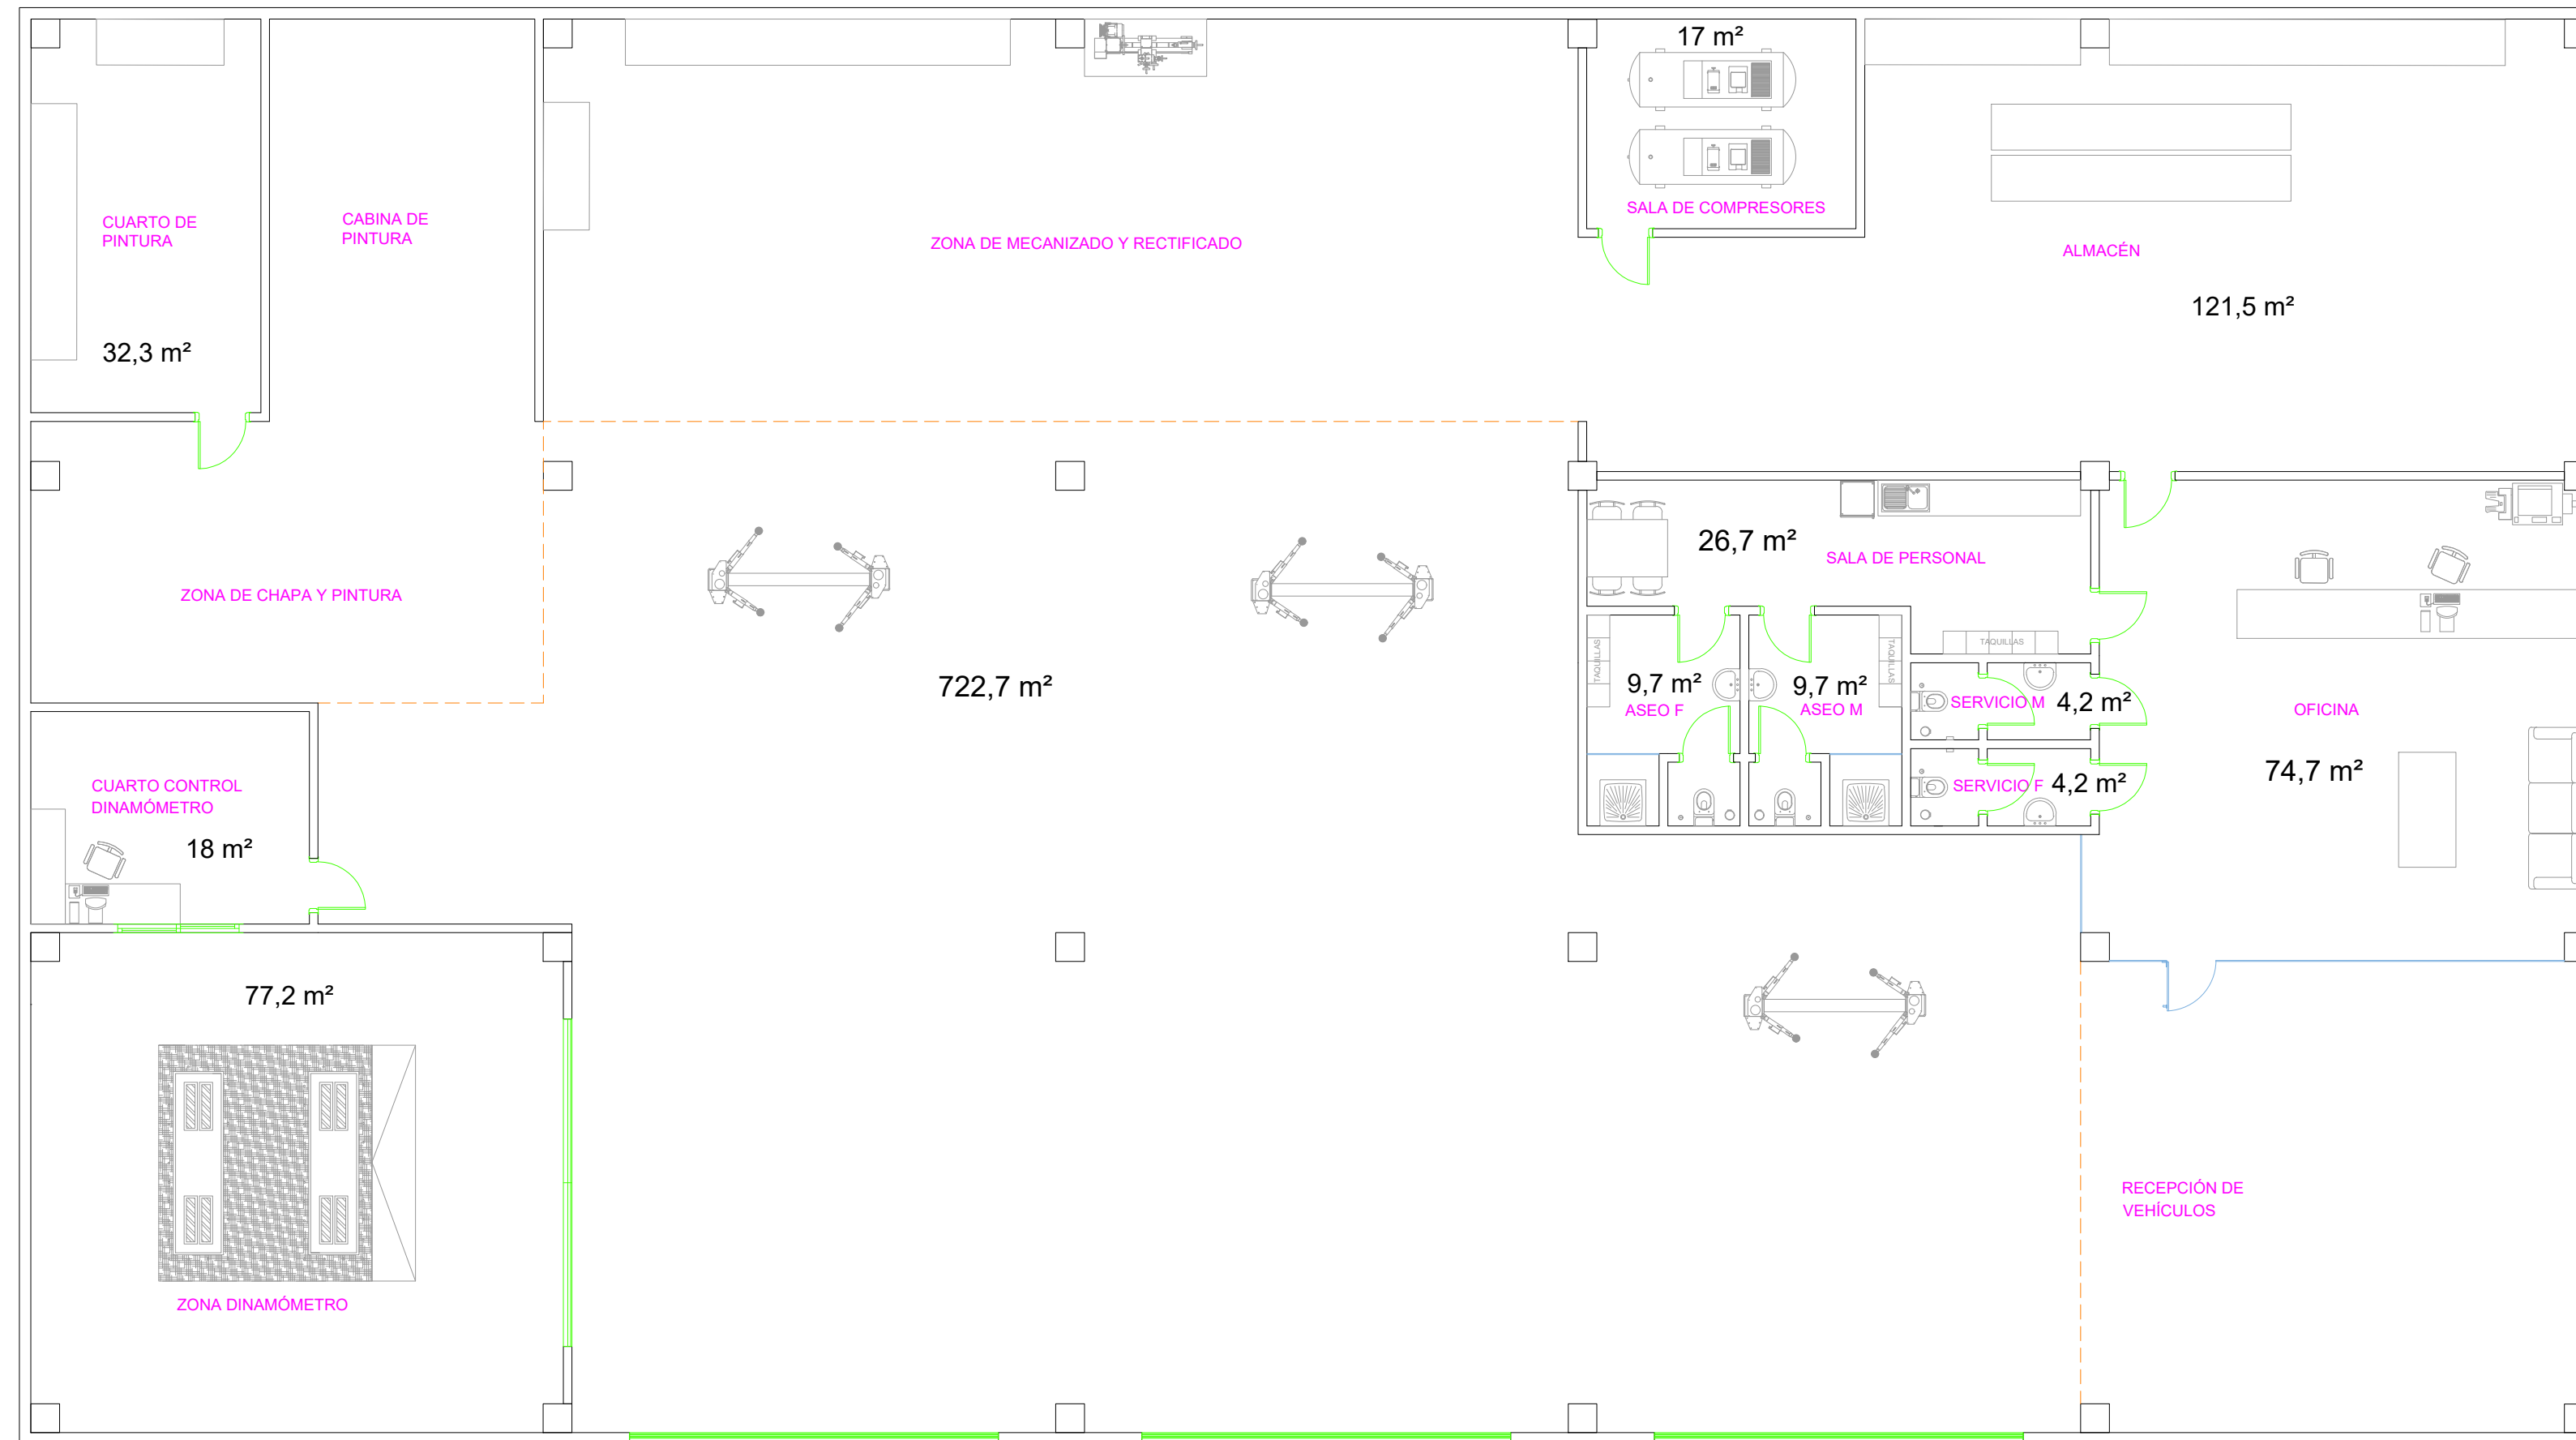 17 m²
SALA DE COMPRESORES
CUARTO DE
PINTURA
32,3 m²
CABINA DE
PINTURA
ZONA DE MECANIZADO Y RECTIFICADO
ALMACÉN
121,5 m²
ZONA DE CHAPA Y PINTURA
722,7 m²
26,7 m²
SALA DE PERSONAL
TAQUILLAS
TAQUILLAS
TAQUILLAS
9,7 m²
ASEO F
9,7 m²
ASEO M
SERVICIO M
4,2 m²
SERVICIO F
4,2 m²
OFICINA
74,7 m²
CUARTO CONTROL
DINAMÓMETRO
18 m²
77,2 m²
ZONA DINAMÓMETRO
RECEPCIÓN DE
VEHÍCULOS